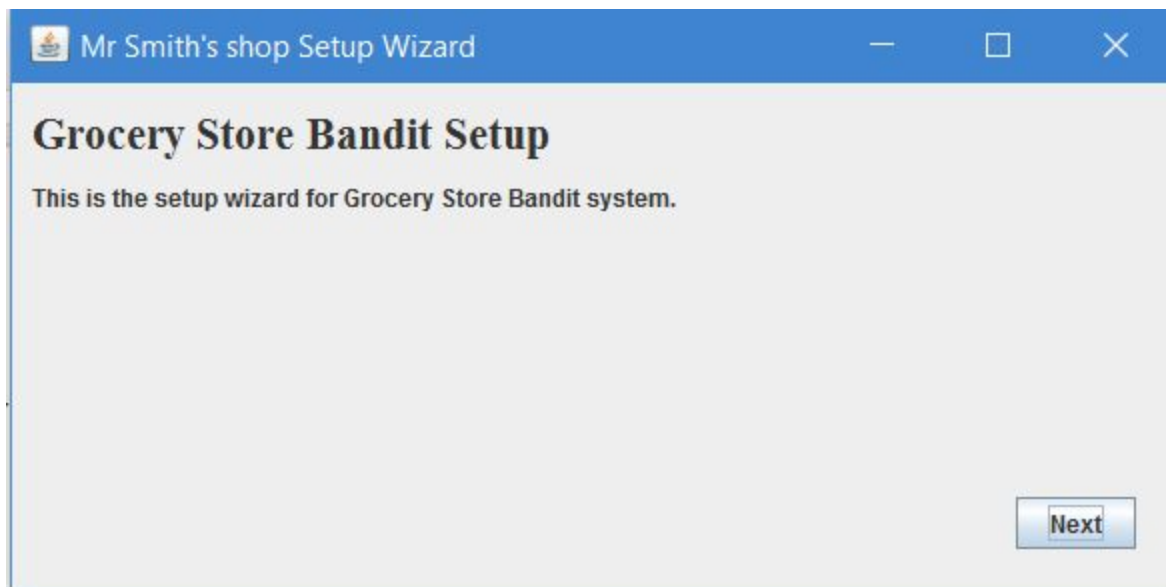 Mr Smith's shop Setup Wizard
Grocery Store Bandit Setup
This is the setup wizard for Grocery Store Bandit system.
Next